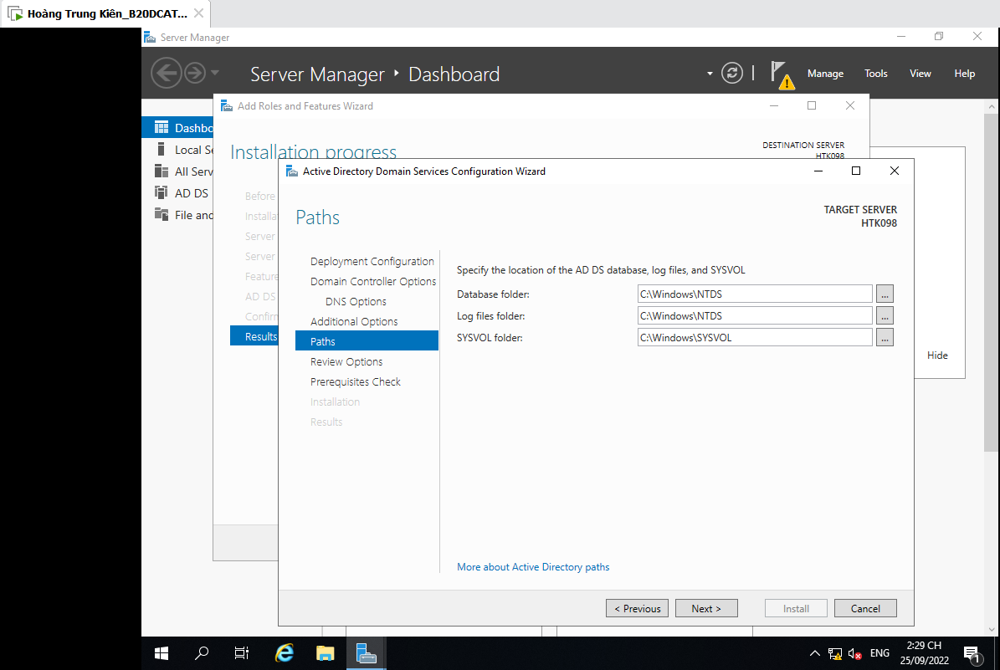 Hoàng Trung Kiên_B20DCAT...
Server Manager
Server Manager Dashboard
Manage Tools View Help
Add Roles and Features Wizard
Dashbo
Local Se
All Serv
AD DS
File and
Installation progress
DESTINATION SERVER
HTK098
Before
Installa
Server
Server
Feature
AD DS
Confirm
Results
Hide
Active Directory Domain Services Configuration Wizard
Paths
TARGET SERVER
HTK098
Deployment Configuration
Domain Controller Options
DNS Options
Additional Options
Paths
Review Options
Prerequisites Check
Installation
Results
Specify the location of the AD DS database, log files, and SYSVOL
Database folder: C:\Windows\NTDS ...
Log files folder: C:\Windows\NTDS ...
SYSVOL folder: C:\Windows\SYSVOL ...
More about Active Directory paths
< Previous Next > Install Cancel
ENG
2:29 CH
25/09/2022
1